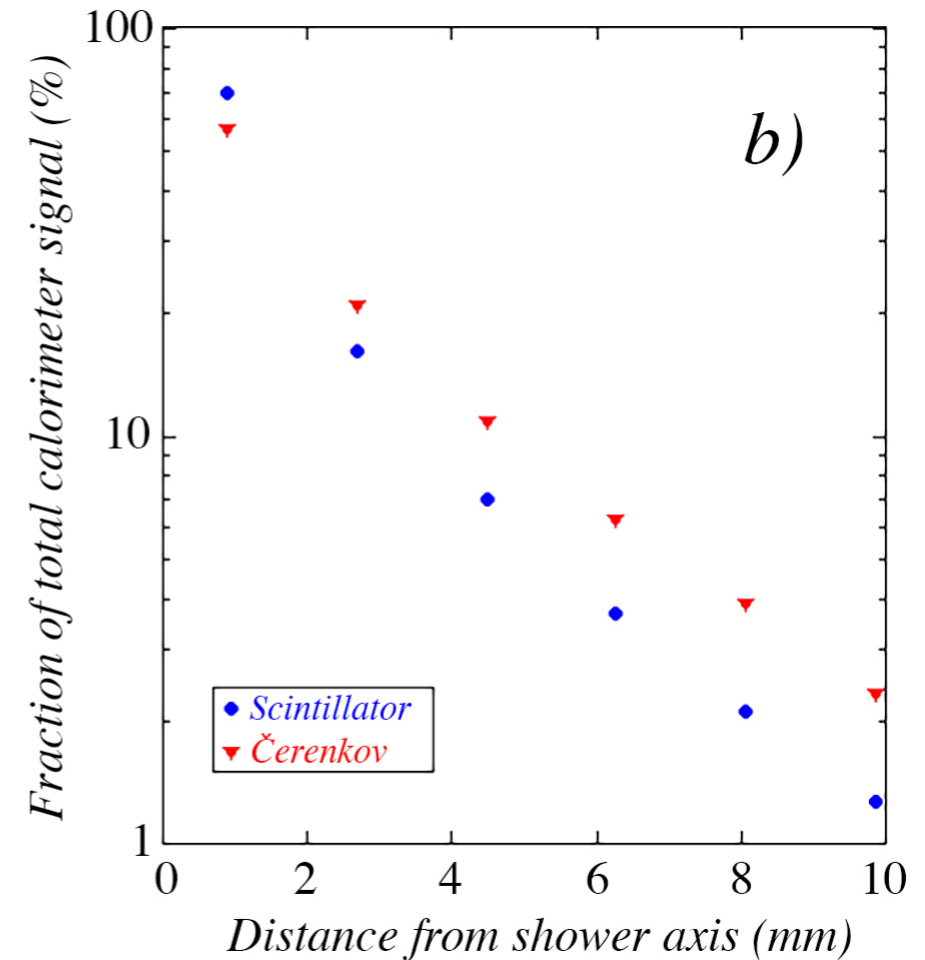 Fraction of total calorimeter signal (%)
100
10
1
b)
Scintillator
Čerenkov
0 2 4 6 8 10
Distance from shower axis (mm)